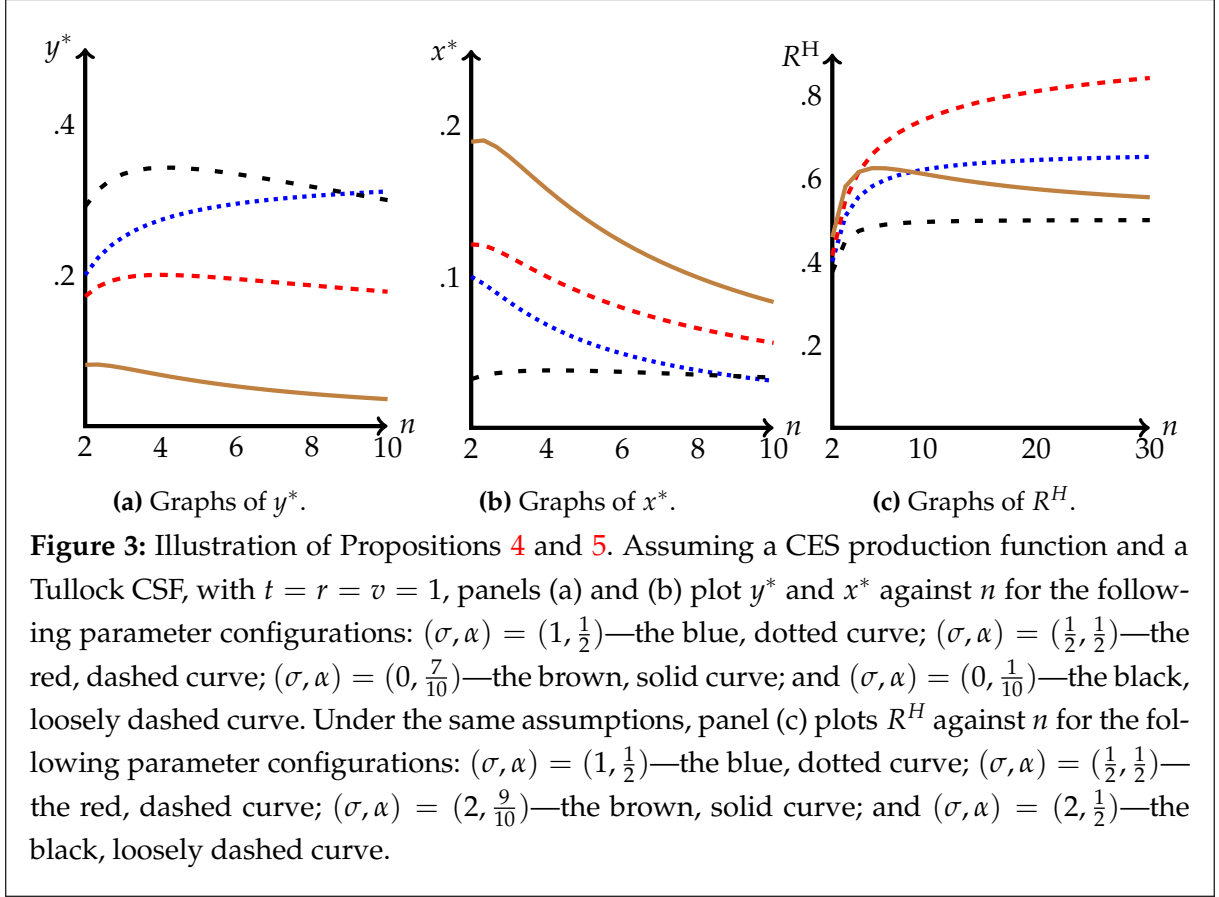 y*
.4
.2
2 4 6 8 10 n
(a) Graphs of y*.
x*
.2
.1
2 4 6 8 10 n
(b) Graphs of x*.
R^H
.8
.6
.4
.2
2 10 20 30 n
(c) Graphs of R^H.
Figure 3: Illustration of Propositions 4 and 5. Assuming a CES production function and a
Tullock CSF, with t = r = v = 1, panels (a) and (b) plot y* and x* against n for the follow-
ing parameter configurations: (σ, α) = (1, 1/2)—the blue, dotted curve; (σ, α) = (1/2, 1/2)—the
red, dashed curve; (σ, α) = (0, 7/10)—the brown, solid curve; and (σ, α) = (0, 1/10)—the black,
loosely dashed curve. Under the same assumptions, panel (c) plots R^H against n for the fol-
lowing parameter configurations: (σ, α) = (1, 1/2)—the blue, dotted curve; (σ, α) = (1/2, 1/2)—
the red, dashed curve; (σ, α) = (2, 9/10)—the brown, solid curve; and (σ, α) = (2, 1/2)—the
black, loosely dashed curve.